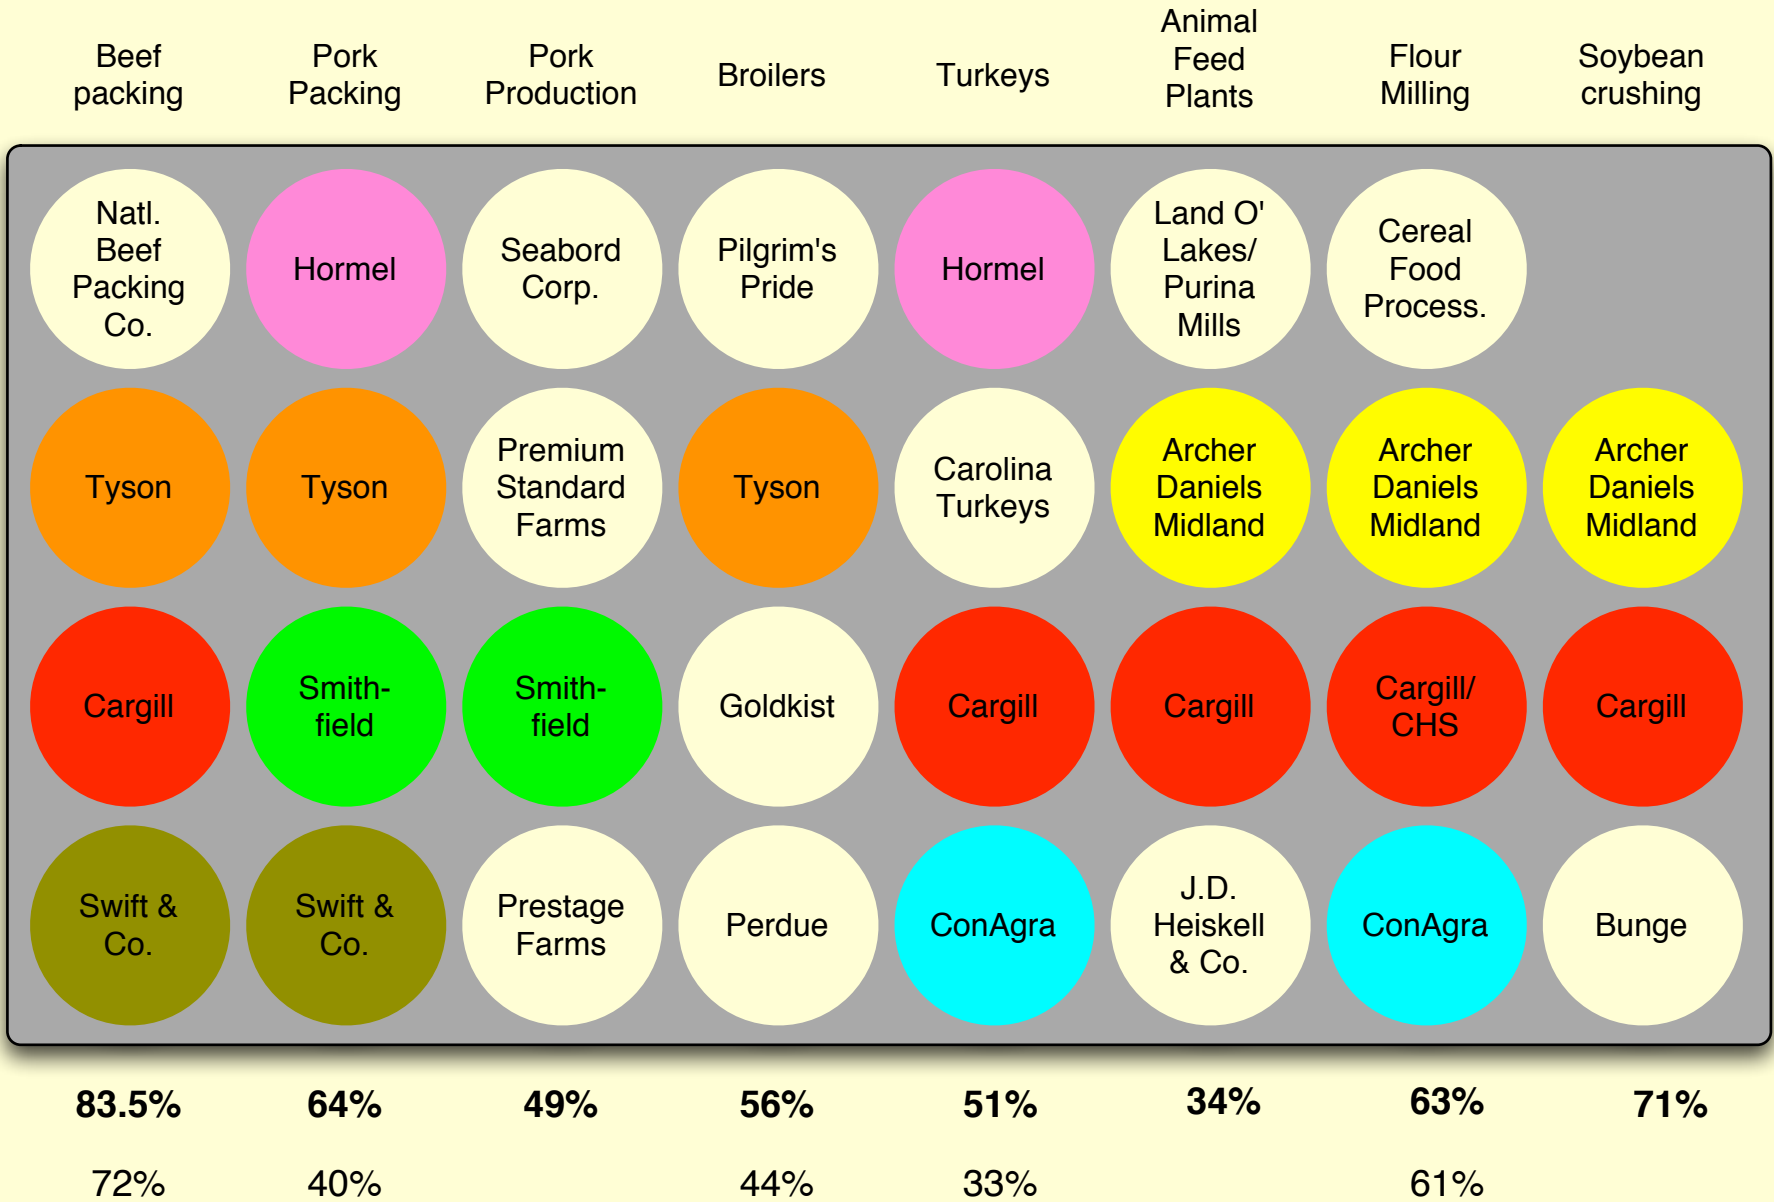 Beef
packing
Pork
Packing
Pork
Production
Broilers
Turkeys
Animal
Feed
Plants
Flour
Milling
Soybean
crushing
Natl.
Beef
Packing
Co.
Hormel
Seabord
Corp.
Pilgrim's
Pride
Hormel
Land O'
Lakes/
Purina
Mills
Cereal
Food
Process.
Tyson
Tyson
Premium
Standard
Farms
Tyson
Carolina
Turkeys
Archer
Daniels
Midland
Archer
Daniels
Midland
Archer
Daniels
Midland
Cargill
Smith-
field
Smith-
field
Goldkist
Cargill
Cargill
Cargill/
CHS
Cargill
Swift &
Co.
Swift &
Co.
Prestage
Farms
Perdue
ConAgra
J.D.
Heiskell
& Co.
ConAgra
Bunge
83.5% 64% 49% 56% 51% 34% 63% 71%
72% 40% 44% 33% 61%